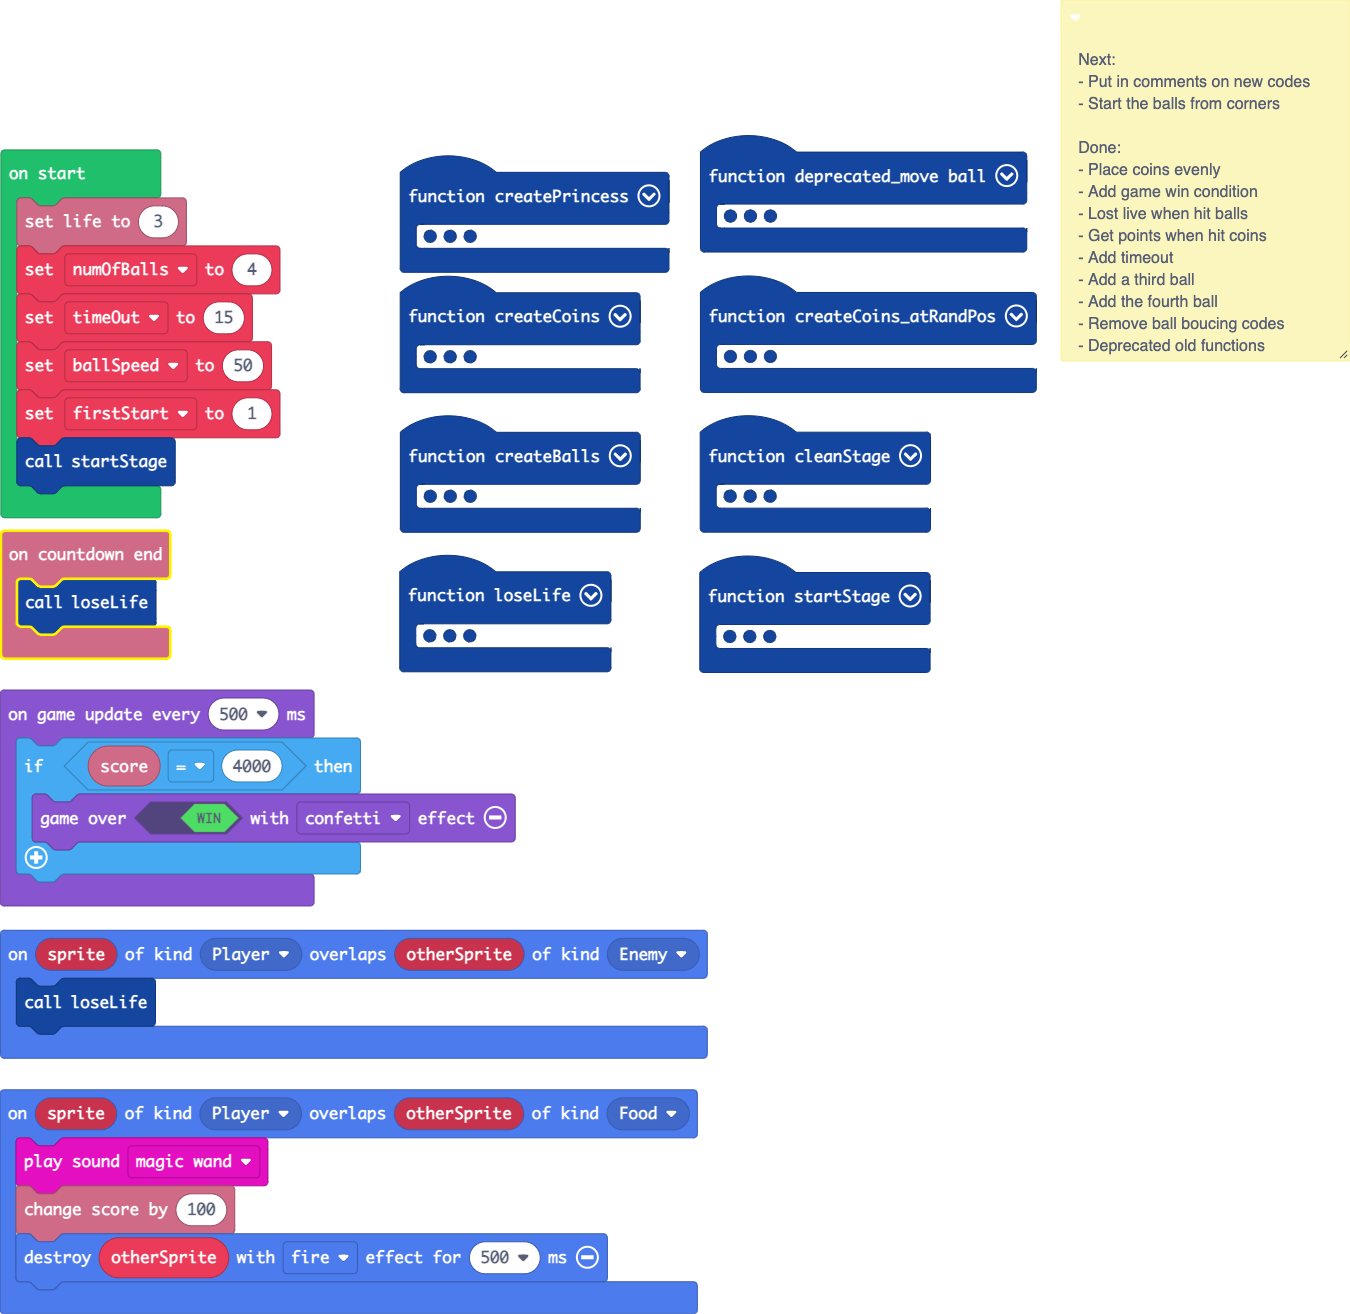 on start
set life to 3
set numOfBalls to 4
set timeOut to 15
set ballSpeed to 50
set firstStart to 1
call startStage
on countdown end
call loseLife
on game update every 500 ms
if score = 4000 then
game over WIN with confetti effect
on sprite of kind Player overlaps otherSprite of kind Enemy
call loseLife
on sprite of kind Player overlaps otherSprite of kind Food
play sound magic wand
change score by 100
destroy otherSprite with fire effect for 500 ms
function createPrincess
function createCoins
function createBalls
function loseLife
function deprecated_move ball
function createCoins_atRandPos
function cleanStage
function startStage
Next:
- Put in comments on new codes
- Start the balls from corners
Done:
- Place coins evenly
- Add game win condition
- Lost live when hit balls
- Get points when hit coins
- Add timeout
- Add a third ball
- Add the fourth ball
- Remove ball boucing codes
- Deprecated old functions